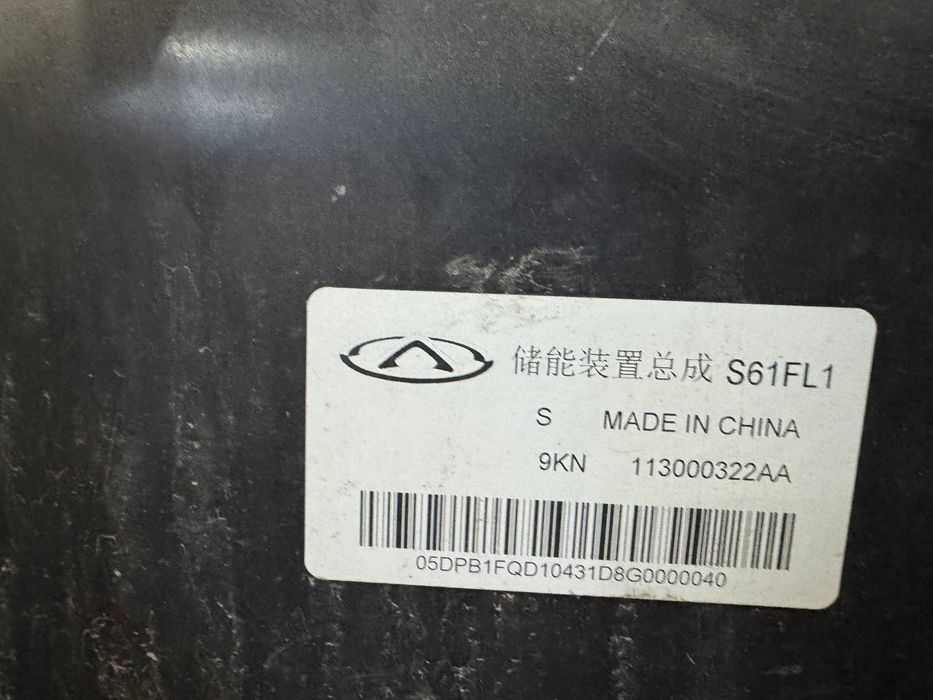 储能装置总成 S61FL1
S MADE IN CHINA
9KN 113000322AA
05DPB1FQD10431D8G0000040